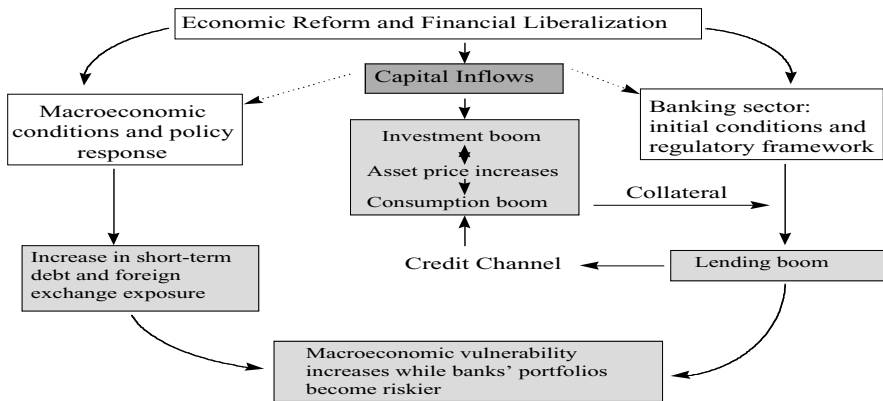 Economic Reform and Financial Liberalization
Capital Inflows
Macroeconomic
conditions and policy
response
Banking sector:
initial conditions and
regulatory framework
Investment boom
Asset price increases
Consumption boom
Collateral
Increase in short-term
debt and foreign
exchange exposure
Credit Channel
Lending boom
Macroeconomic vulnerability
increases while banks' portfolios
become riskier